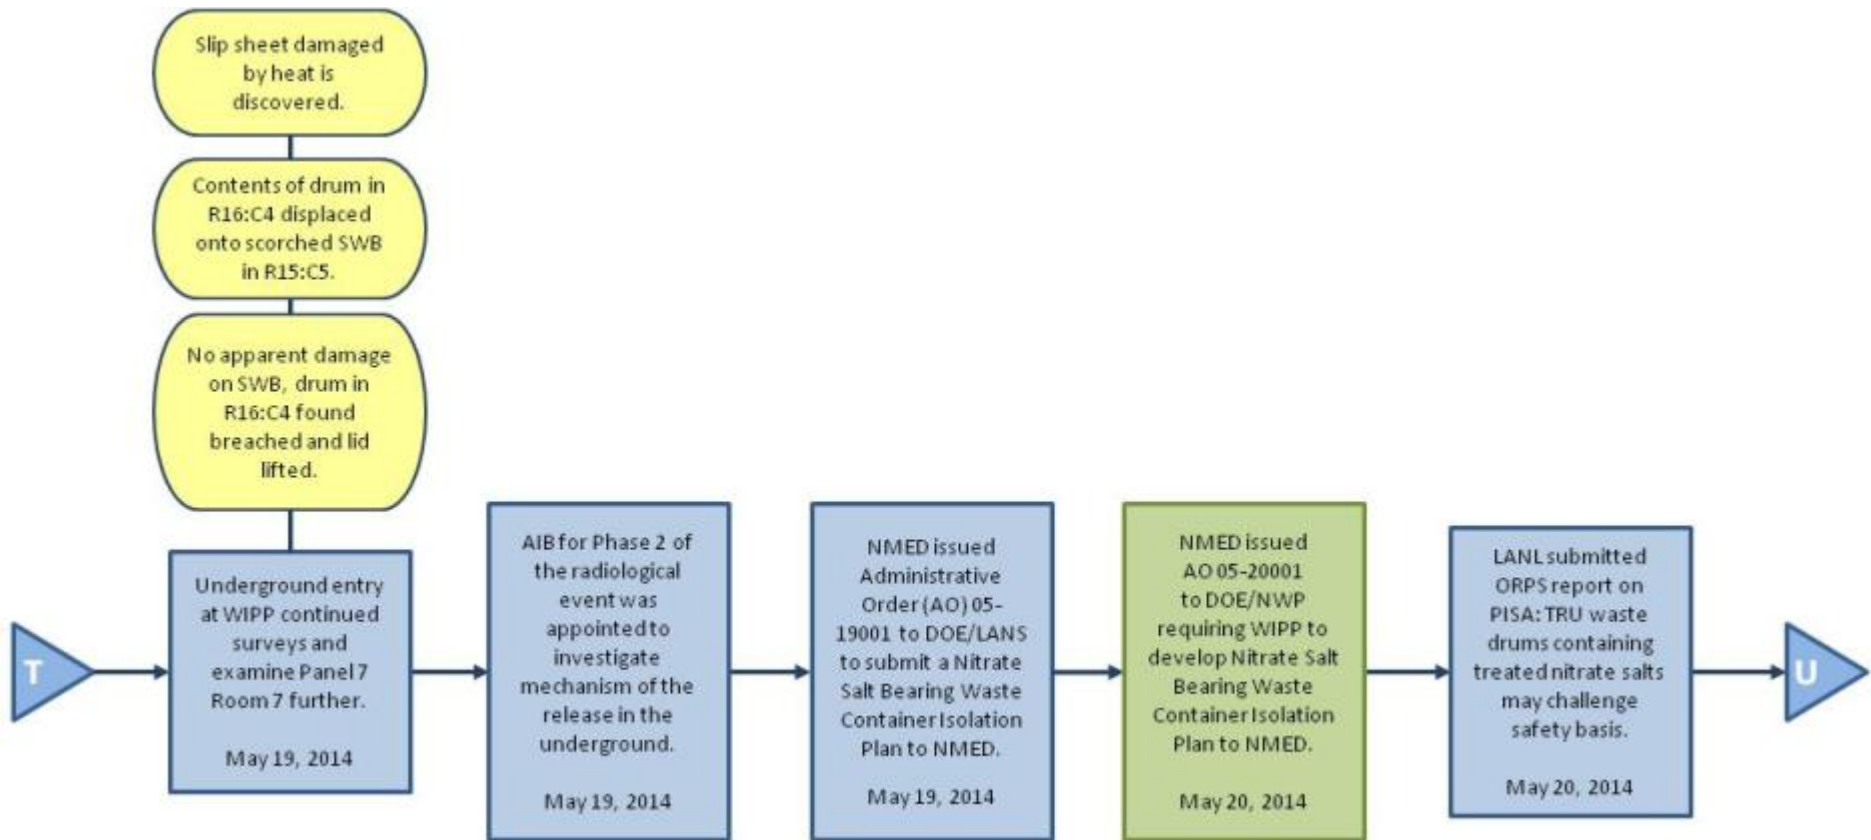 Slip sheet damaged
by heat is
discovered.
Contents of drum in
R16:C4 displaced
onto scorched SWB
in R15:C5.
No apparent damage
on SWB, drum in
R16:C4 found
breached and lid
lifted.
T
Underground entry
at WIPP continued
surveys and
examine Panel 7
Room 7 further.
May 19, 2014
AIB for Phase 2 of
the radiological
event was
appointed to
investigate
mechanism of the
release in the
underground.
May 19, 2014
NMED issued
Administrative
Order (AO) 05-
19001 to DOE/LANS
to submit a Nitrate
Salt Bearing Waste
Container Isolation
Plan to NMED.
May 19, 2014
NMED issued
AO 05-20001
to DOE/NWP
requiring WIPP to
develop Nitrate Salt
Bearing Waste
Container Isolation
Plan to NMED.
May 20, 2014
LANL submitted
ORPS report on
PISA: TRU waste
drums containing
treated nitrate salts
may challenge
safety basis.
May 20, 2014
U